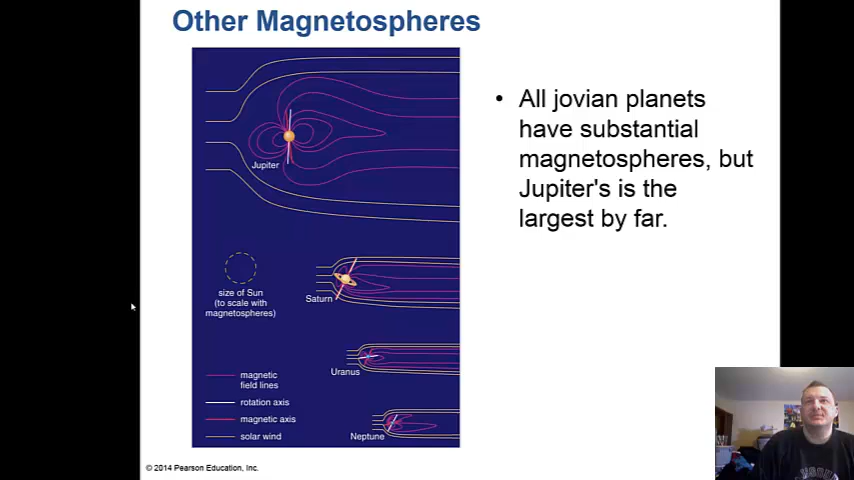 Other Magnetospheres
• All jovian planets
have substantial
magnetospheres, but
Jupiter's is the
largest by far.
Jupiter
size of Sun
(to scale with
magnetospheres)
Saturn
Uranus
magnetic
field lines
rotation axis
magnetic axis
solar wind
Neptune
© 2014 Pearson Education, Inc.